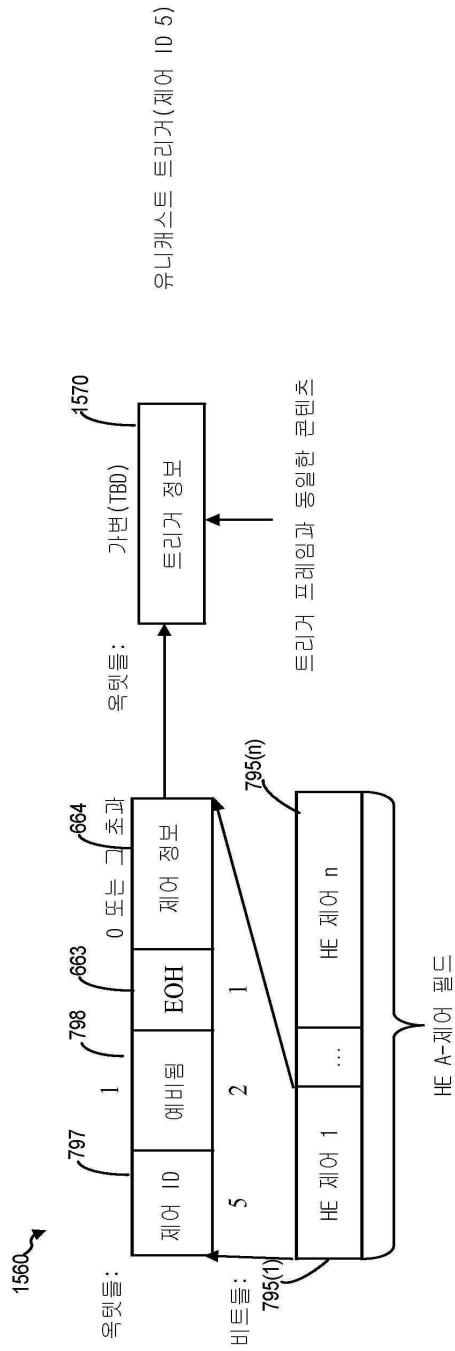 1560
797
798
663
664
1570
옥텟들:
1
0 또는 그 초과
옥텟들:
가변(TBD)
제어 ID
예비됨
EOH
제어 정보
트리거 정보
유니캐스트 트리거(제어 ID 5)
비트들:
5
2
1
트리거 프레임과 동일한 콘텐츠
795(1)
795(n)
HE 제어 1
...
HE 제어 n
HE A-제어 필드